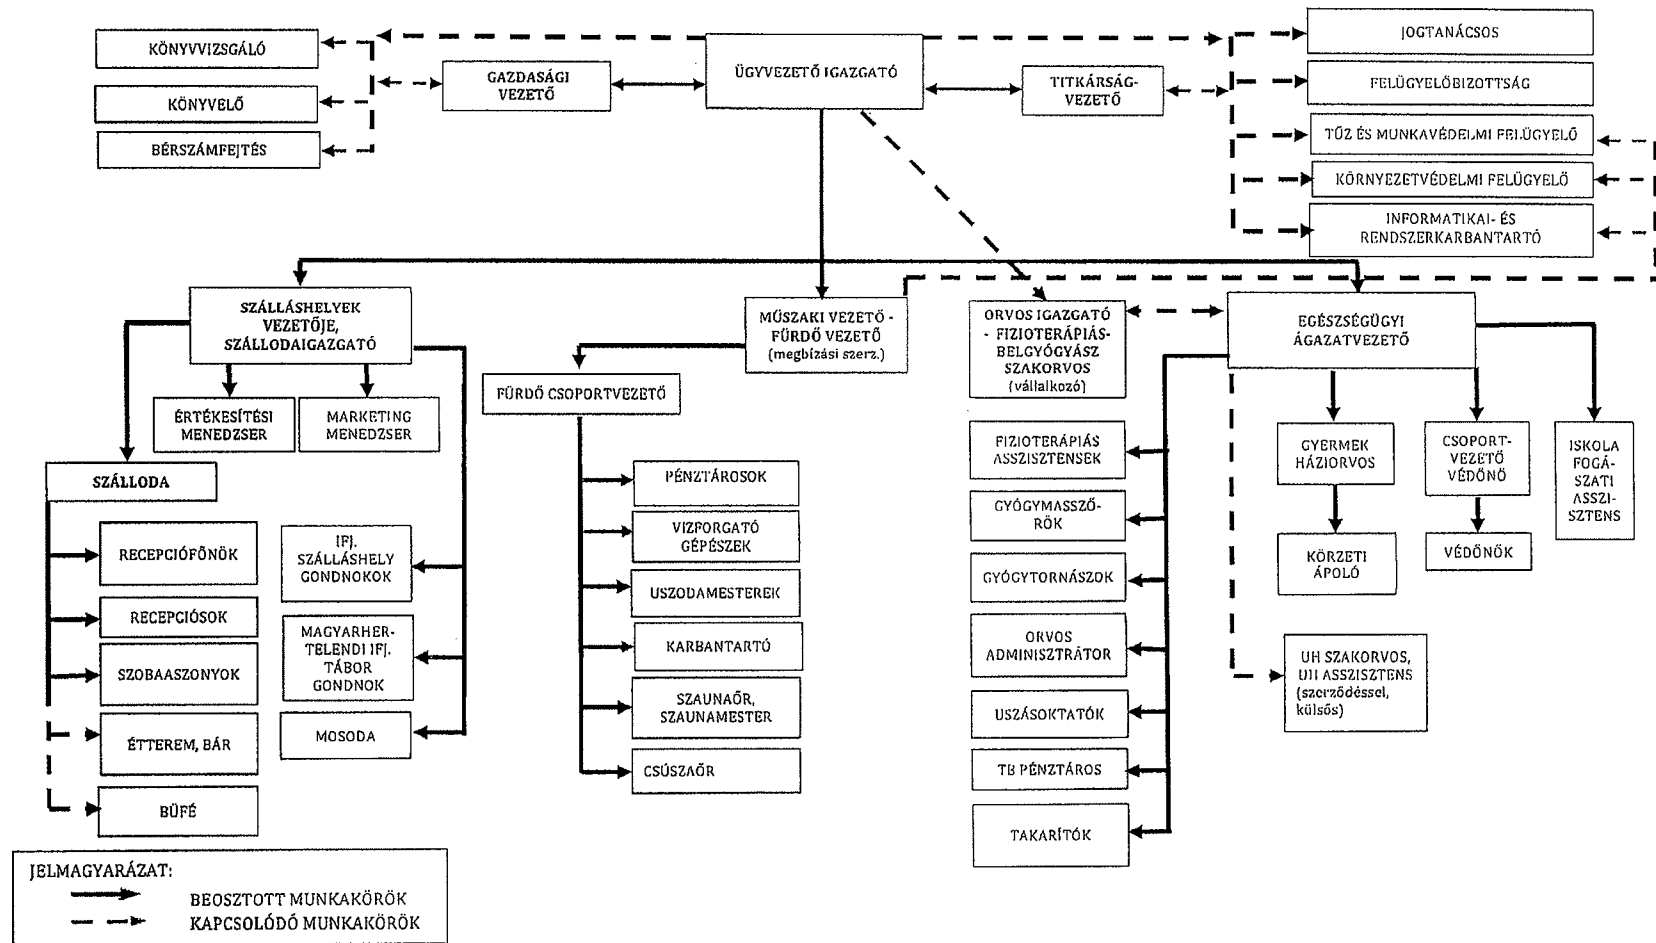 KÖNYVVIZSGÁLÓ
KÖNYVELŐ
BÉRSZÁMFEJTÉS
GAZDASÁGI
VEZETŐ
ÜGYVEZETŐ IGAZGATÓ
TITKÁRSÁG-
VEZETŐ
JOGTANÁCSOS
FELÜGYELŐBIZOTTSÁG
TŰZ ÉS MUNKAVÉDELMI FELÜGYELŐ
KÖRNYEZETVÉDELMI FELÜGYELŐ
INFORMATIKAI- ÉS
RENDSZERKARBANTARTÓ
SZÁLLÁSHELYEK
VEZETŐJE,
SZÁLLODAIGAZGATÓ
ÉRTÉKESÍTÉSI
MENEDZSER
MARKETING
MENEDZSER
SZÁLLODA
RECEPCIÓFŐNÖK
RECEPCIÓSOK
SZOBAASZONYOK
ÉTTEREM, BÁR
BÜFÉ
IFJ.
SZÁLLÁSHELY
GONDNOKOK
MAGYARHER-
TELENDI IFJ.
TÁBOR
GONDNOK
MOSODA
MŰSZAKI VEZETŐ -
FÜRDŐ VEZETŐ
(megbízási szerz.)
FÜRDŐ CSOPORTVEZETŐ
PÉNZTÁROSOK
VIZFORGATÓ
GÉPÉSZEK
USZODAMESTEREK
KARBANTARTÓ
SZAUNAŐR,
SZAUNAMESTER
CSÚSZAŐR
ORVOS IGAZGATÓ
- FIZIOTERÁPIÁS-
BELGYÓGYÁSZ
SZAKORVOS
(vállalkozó)
FIZIOTERÁPIÁS
ASSZISZTENSEK
GYÓGYMASSZŐ-
RÖK
GYÓGYTORNÁSZOK
ORVOS
ADMINISZTRÁTOR
USZÁSOKTATÓK
TB PÉNZTÁROS
TAKARÍTÓK
EGÉSZSÉGÜGYI
ÁGAZATVEZETŐ
GYERMEK
HÁZIORVOS
KÖRZETI
ÁPOLÓ
CSOPORT-
VEZETŐ
VÉDŐNŐ
VÉDŐNŐK
ISKOLA
FOGÁ-
SZATI
ASSZI-
SZTENS
UH SZAKORVOS,
UH ASSZISZTENS
(szerződéssel,
külsős)
JELMAGYARÁZAT:
BEOSZTOTT MUNKAKÖRÖK
KAPCSOLÓDÓ MUNKAKÖRÖK